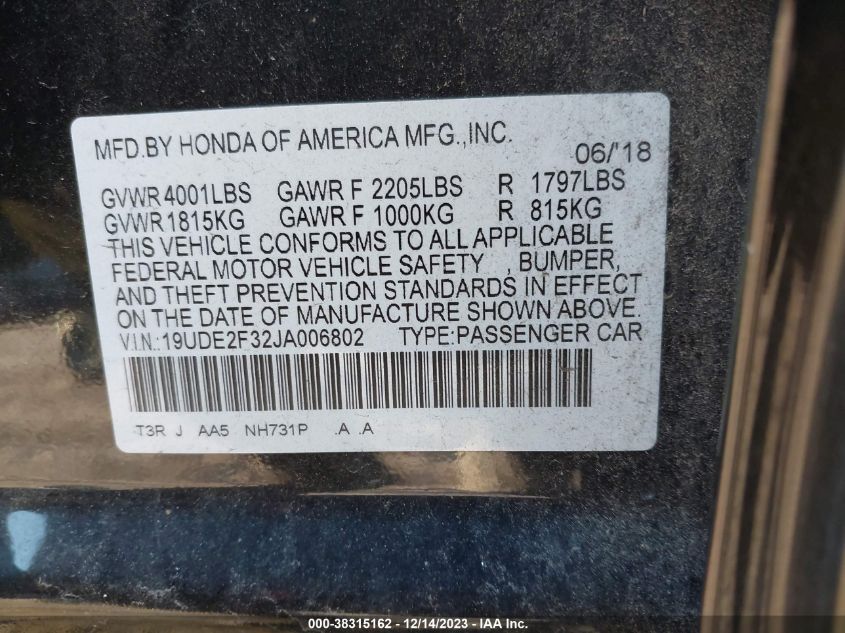 MFD.BY HONDA OF AMERICA MFG.,INC. 06/'18
GVWR 4001LBS GAWR F 2205LBS R 1797LBS
GVWR 1815KG GAWR F 1000KG R 815KG
THIS VEHICLE CONFORMS TO ALL APPLICABLE
FEDERAL MOTOR VEHICLE SAFETY , BUMPER,
AND THEFT PREVENTION STANDARDS IN EFFECT
ON THE DATE OF MANUFACTURE SHOWN ABOVE.
V.I.N.:19UDE2F32JA006802 TYPE:PASSENGER CAR
T3R J AA5 NH731P .A .A
000-38315162 - 12/14/2023 - IAA Inc.